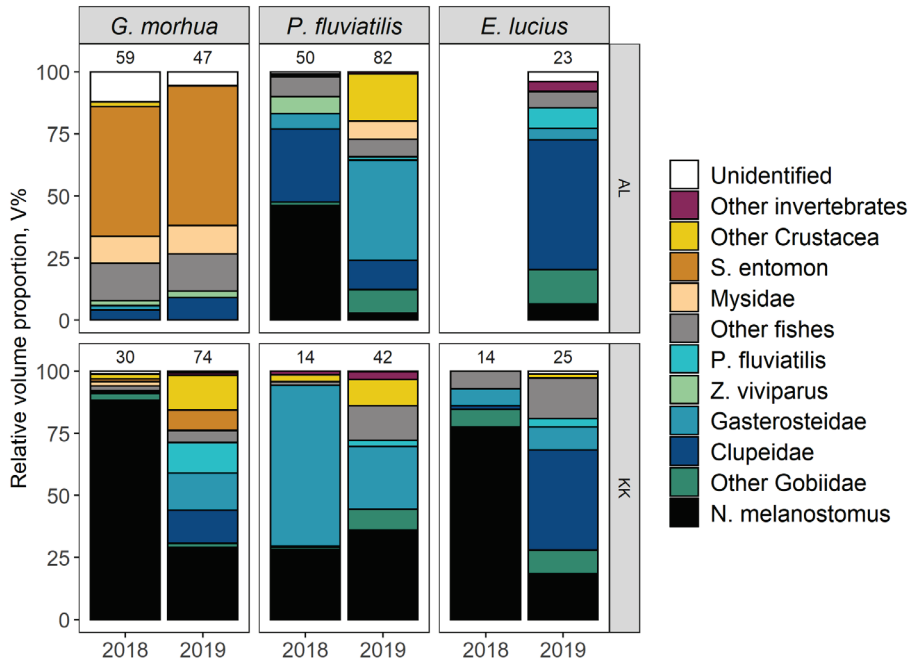 G. morhua P. fluviatilis E. lucius
59 47 50 82 23
100
75
50
25
0
AL
30 74 14 42 14 25
100
75
50
25
0
KK
2018 2019 2018 2019 2018 2019
Relative volume proportion, V%
Unidentified
Other invertebrates
Other Crustacea
S. entomon
Mysidae
Other fishes
P. fluviatilis
Z. viviparus
Gasterosteidae
Clupeidae
Other Gobiidae
N. melanostomus